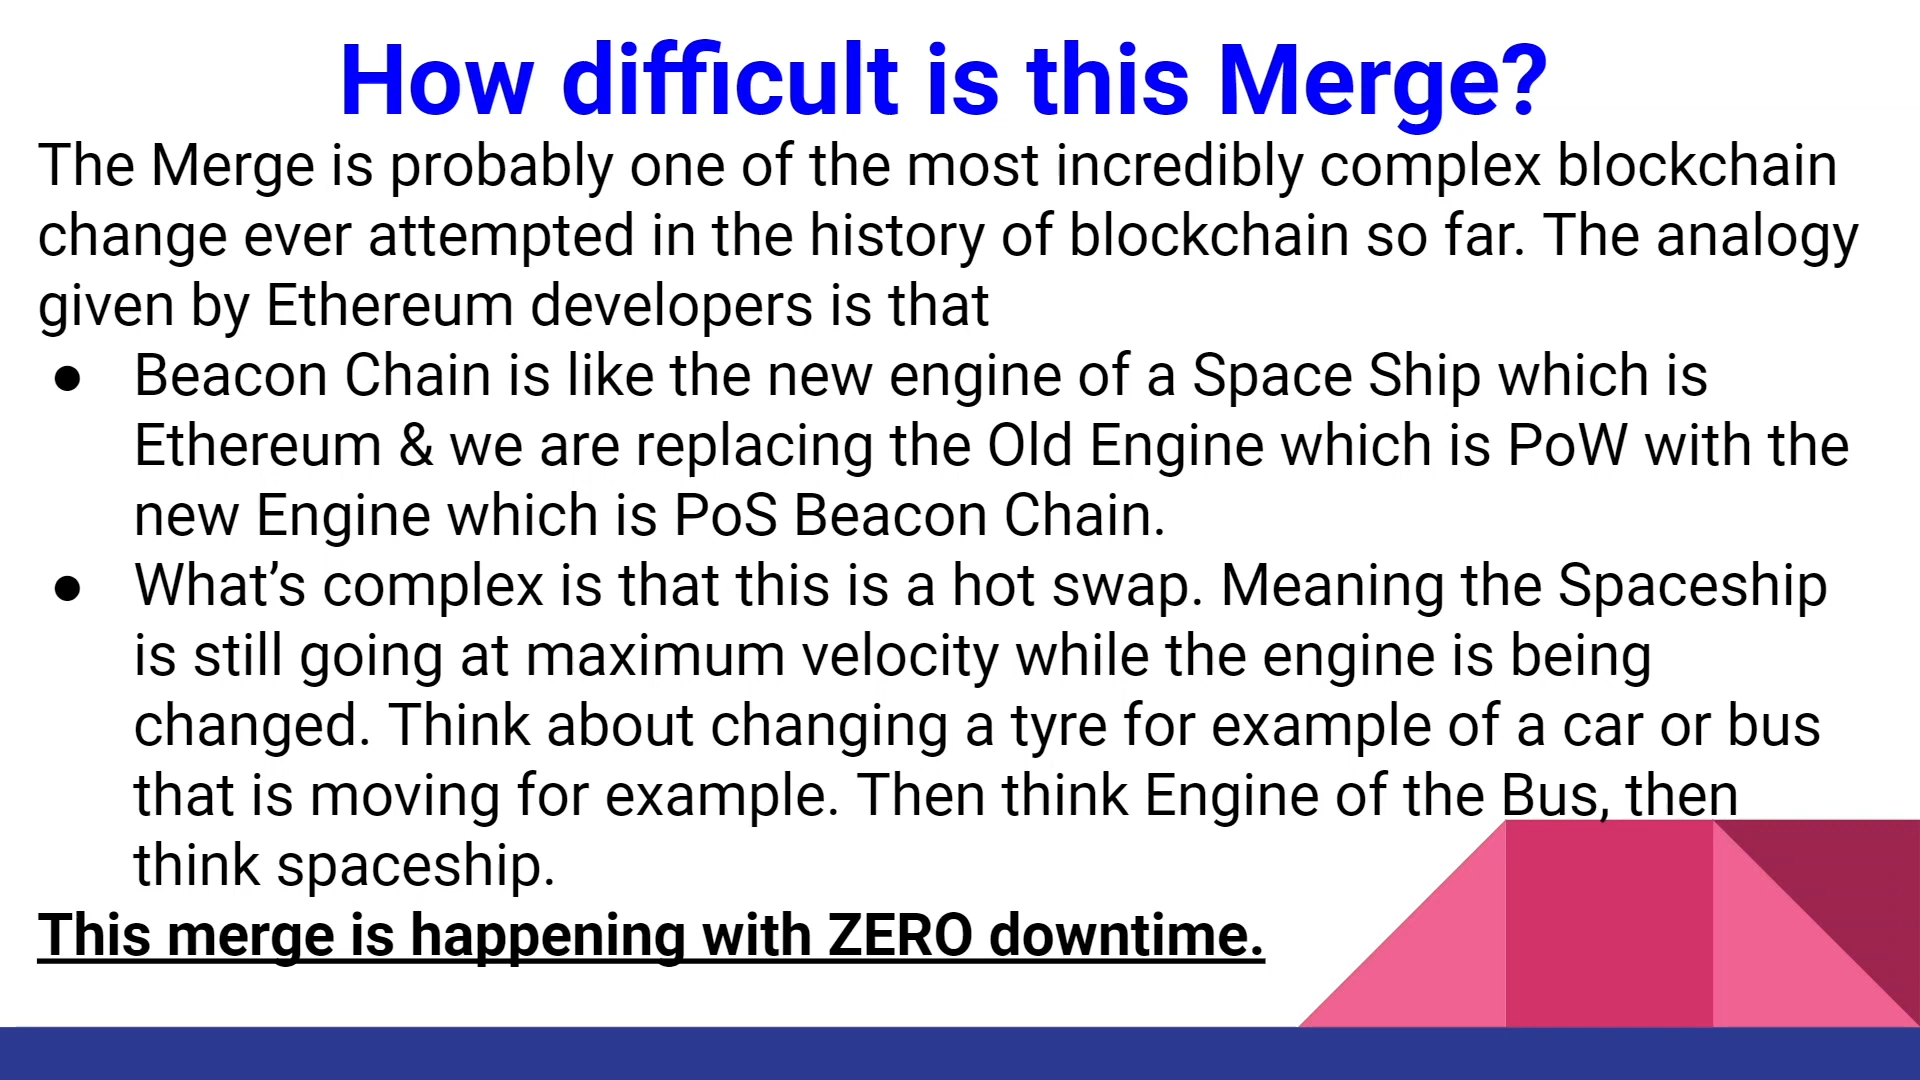 How difficult is this Merge?
The Merge is probably one of the most incredibly complex blockchain
change ever attempted in the history of blockchain so far. The analogy
given by Ethereum developers is that
● Beacon Chain is like the new engine of a Space Ship which is
Ethereum & we are replacing the Old Engine which is PoW with the
new Engine which is PoS Beacon Chain.
● What’s complex is that this is a hot swap. Meaning the Spaceship
is still going at maximum velocity while the engine is being
changed. Think about changing a tyre for example of a car or bus
that is moving for example. Then think Engine of the Bus, then
think spaceship.
This merge is happening with ZERO downtime.